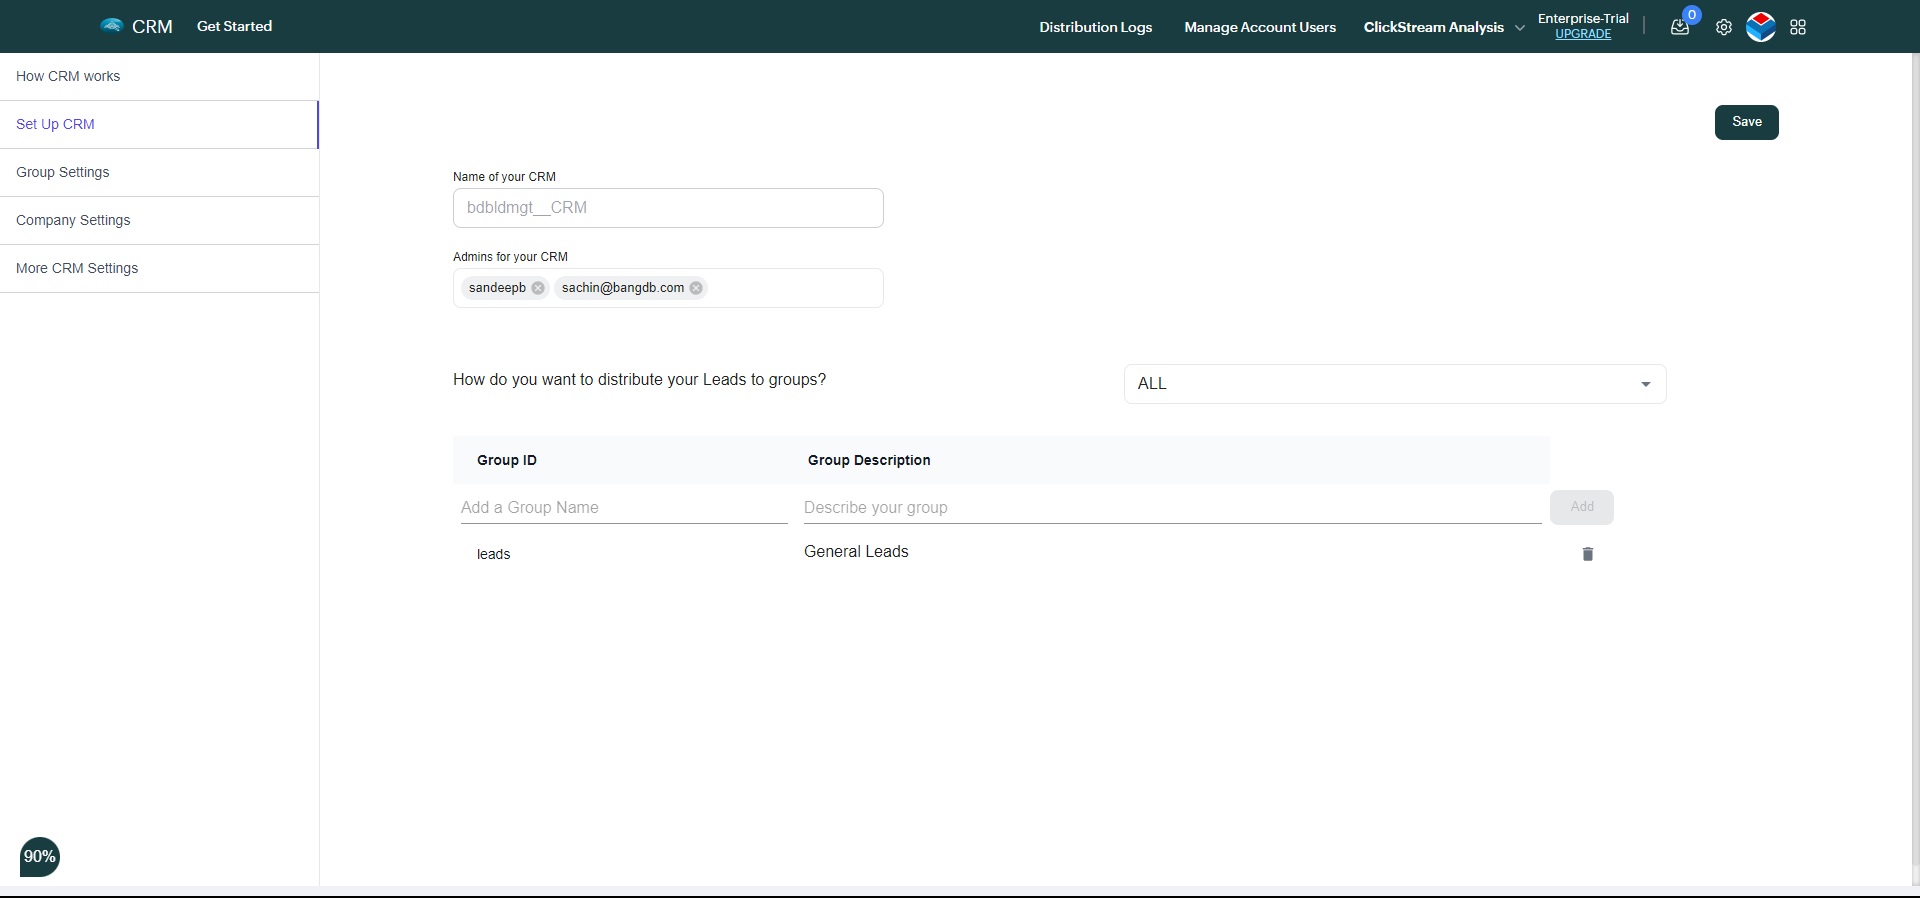 CRM Get Started Distribution Logs Manage Account Users ClickStream Analysis Enterprise-Trial 0
UPGRADE
How CRM works
Set Up CRM
Group Settings
Company Settings
More CRM Settings
Save
Name of your CRM
bdbldmgt__CRM
Admins for your CRM
sandeepb sachin@bangdb.com
How do you want to distribute your Leads to groups? ALL
Group ID Group Description
Add a Group Name Describe your group Add
leads General Leads
90%